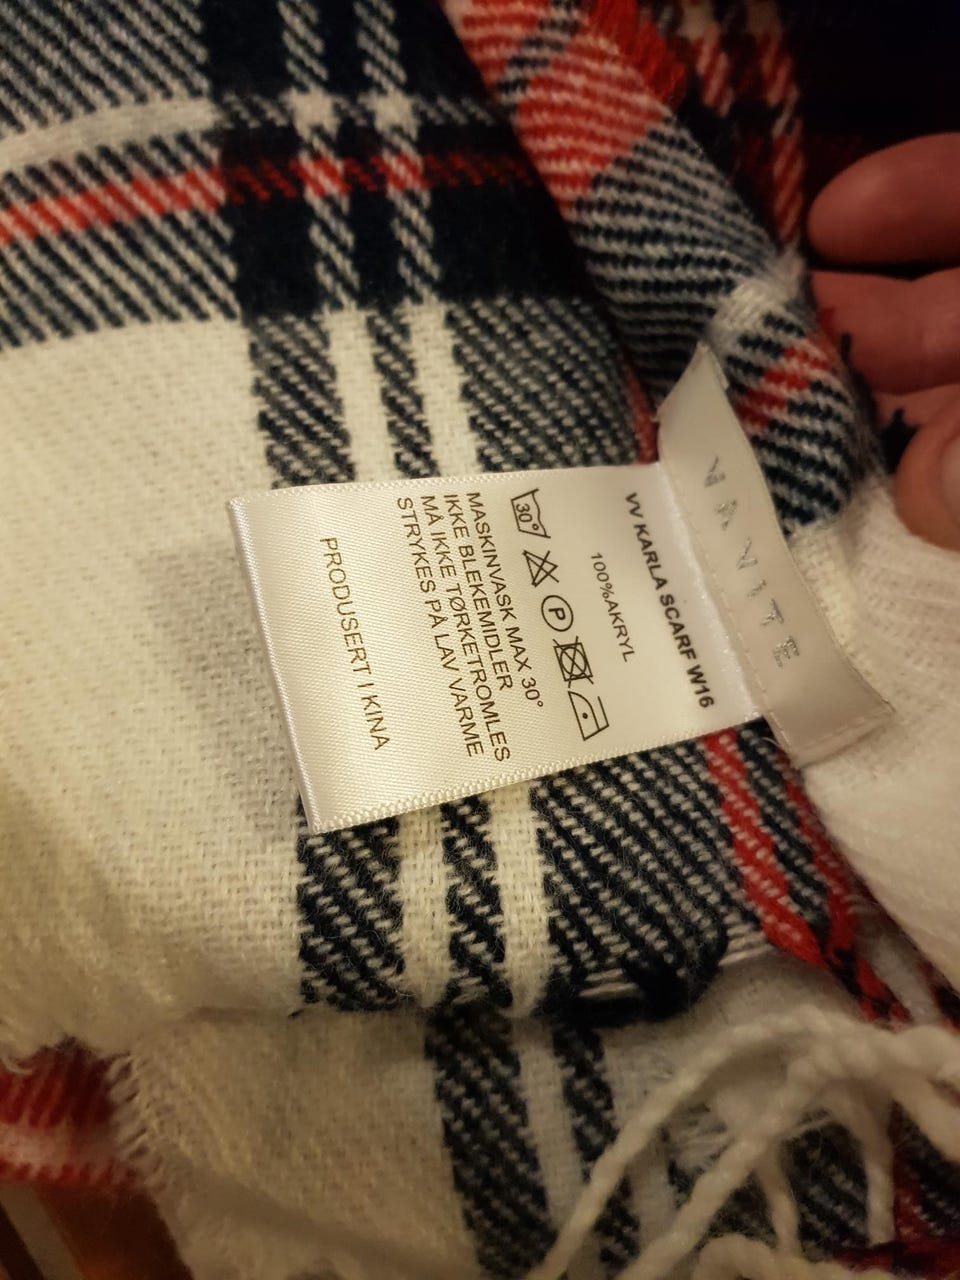 VANITE
VV KARLA SCARF W16
100%AKRYL
30° P
MASKINVASK MAX 30°
IKKE BLEKEMIDLER
MÅ IKKE TØRKETROMLES
STRYKES PÅ LAV VARME
PRODUSERT I KINA